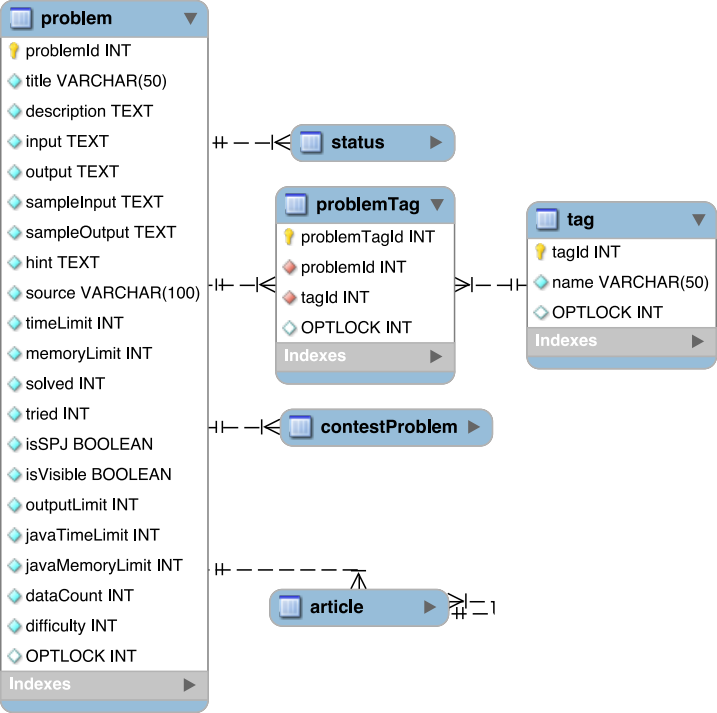 problem
problemId INT
title VARCHAR(50)
description TEXT
input TEXT
output TEXT
sampleInput TEXT
sampleOutput TEXT
hint TEXT
source VARCHAR(100)
timeLimit INT
memoryLimit INT
solved INT
tried INT
isSPJ BOOLEAN
isVisible BOOLEAN
outputLimit INT
javaTimeLimit INT
javaMemoryLimit INT
dataCount INT
difficulty INT
OPTLOCK INT
Indexes
status
problemTag
problemTagId INT
problemId INT
tagId INT
OPTLOCK INT
Indexes
tag
tagId INT
name VARCHAR(50)
OPTLOCK INT
Indexes
contestProblem
article